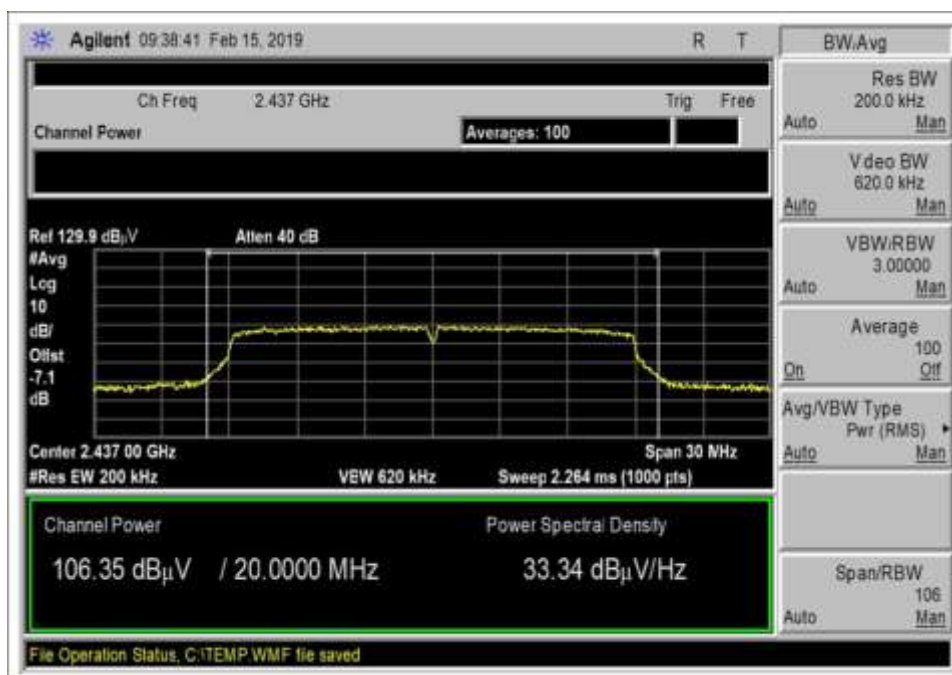 Agilent 09:38:41 Feb 15, 2019 R T
Ch Freq 2.437 GHz Trig Free
Channel Power Averages: 100
Ref 129.9 dBµV Atten 40 dB
#Avg
Log
10
dB/
Offst
-7.1
dB
Center 2.437 00 GHz Span 30 MHz
#Res BW 200 kHz VBW 620 kHz Sweep 2.264 ms (1000 pts)
Channel Power Power Spectral Density
106.35 dBµV / 20.0000 MHz 33.34 dBµV/Hz
File Operation Status, C:\TEMP.WMF file saved
BW/Avg
Res BW
200.0 kHz
Auto Man
Video BW
620.0 kHz
Auto Man
VBW/RBW
3.00000
Auto Man
Average
100
On Off
Avg/VBW Type
Pwr (RMS)
Auto Man
Span/RBW
106
Auto Man